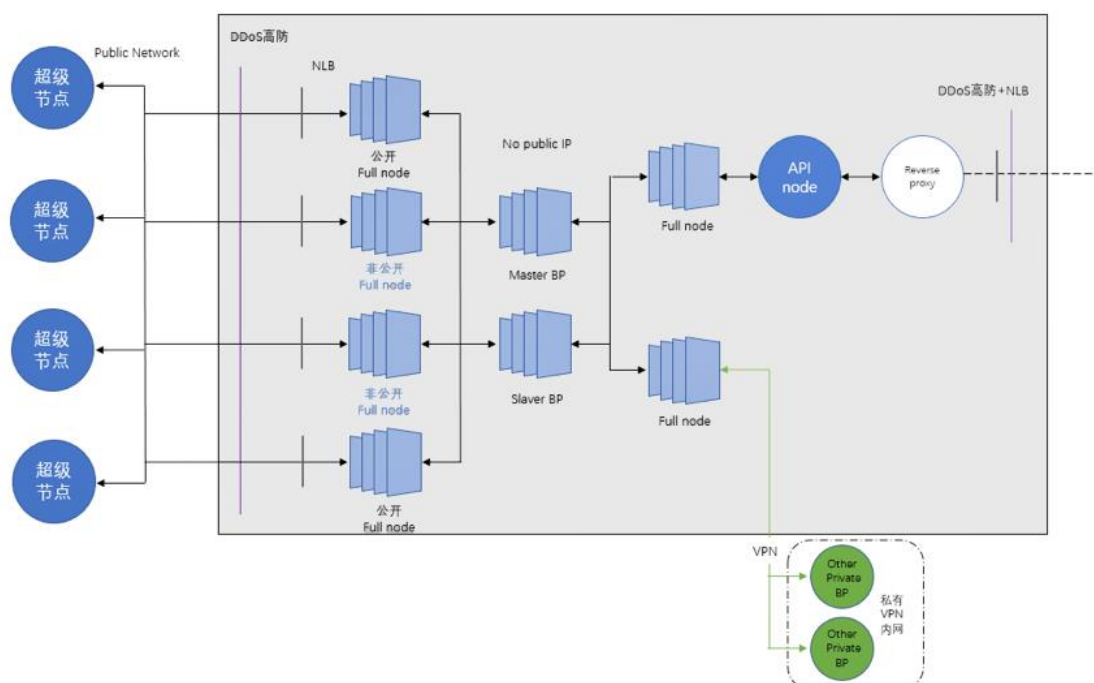 DDoS高防
Public Network
NLB
DDoS高防+NLB
超级
节点
公开
Full node
No public IP
API
node
Reverse
proxy
Full node
超级
节点
非公开
Full node
Master BP
超级
节点
非公开
Full node
Slaver BP
Full node
超级
节点
公开
Full node
VPN
Other
Private
BP
私有
VPN
内网
Other
Private
BP